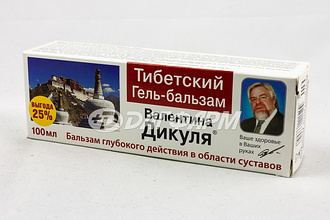 Тибетский
Гель-бальзам
Валентина
ДИКУЛЯ®
ВЫГОДА
25%
100мл
Ваше здоровье
в Ваших
руках
Бальзам глубокого действия в области суставов